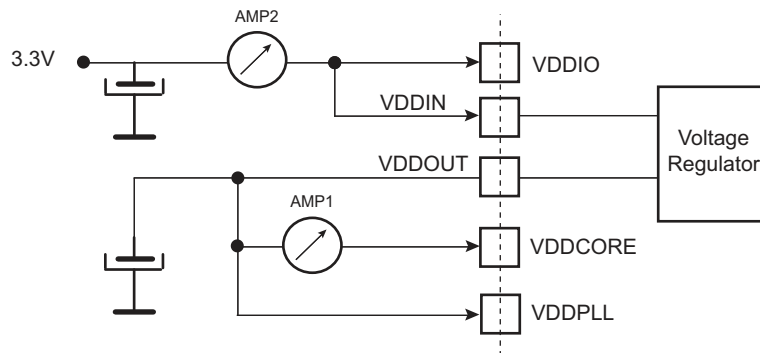 AMP2
3.3V
VDDIO
VDDIN
Voltage
Regulator
VDDOUT
AMP1
VDDCORE
VDDPLL